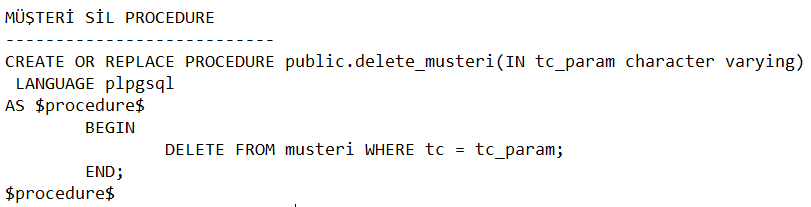 MÜŞTERİ SİL PROCEDURE
---------------------------
CREATE OR REPLACE PROCEDURE public.delete_musteri(IN tc_param character varying)
 LANGUAGE plpgsql
AS $procedure$
        BEGIN
                DELETE FROM musteri WHERE tc = tc_param;
        END;
$procedure$